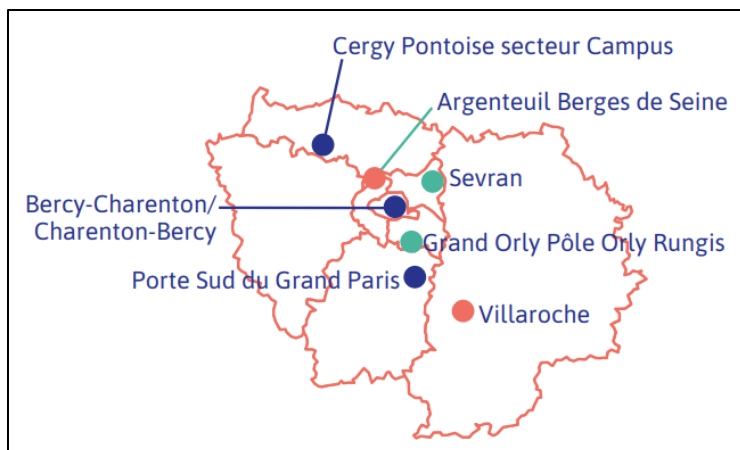 Cergy Pontoise secteur Campus
Argenteuil Berges de Seine
Sevran
Bercy-Charenton/
Charenton-Bercy
Grand Orly Pôle Orly Rungis
Porte Sud du Grand Paris
Villaroche